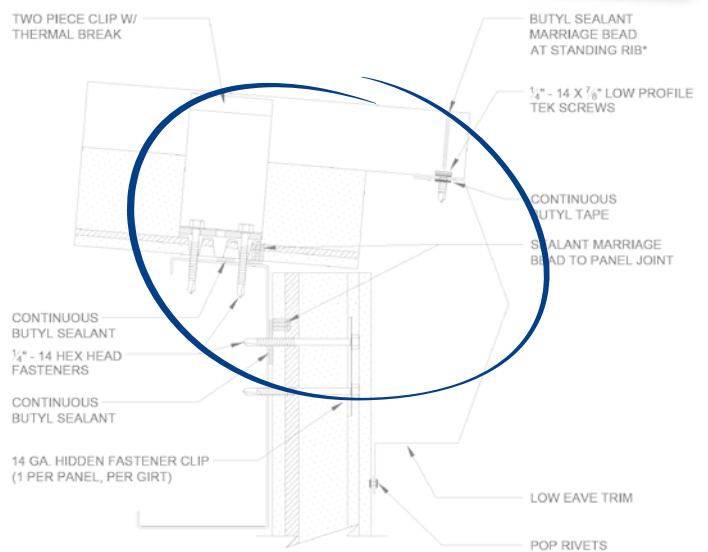 TWO PIECE CLIP W/
THERMAL BREAK
BUTYL SEALANT
MARRIAGE BEAD
AT STANDING RIB*
¼" - 14 X ⅞" LOW PROFILE
TEK SCREWS
CONTINUOUS
BUTYL TAPE
SEALANT MARRIAGE
BEAD TO PANEL JOINT
CONTINUOUS
BUTYL SEALANT
¼" - 14 HEX HEAD
FASTENERS
CONTINUOUS
BUTYL SEALANT
14 GA. HIDDEN FASTENER CLIP
(1 PER PANEL, PER GIRT)
LOW EAVE TRIM
POP RIVETS